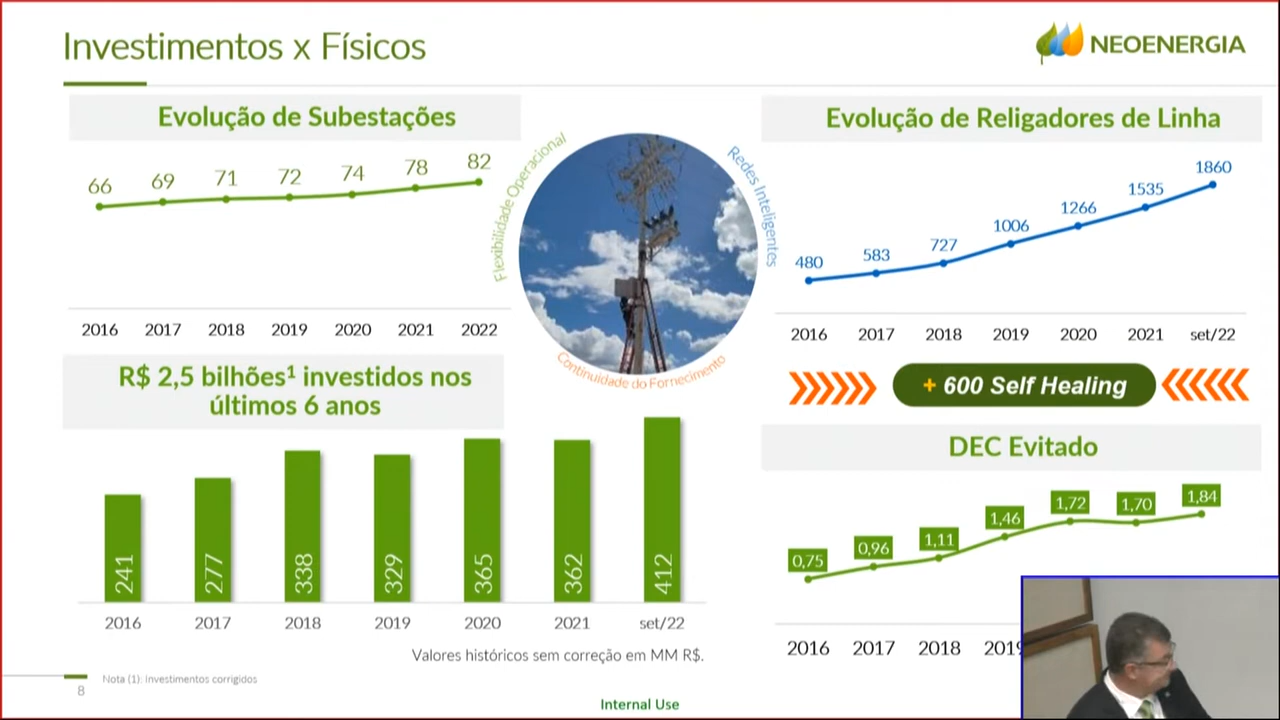 Investimentos x Físicos
NEOENERGIA
Evolução de Subestações
66 69 71 72 74 78 82
2016 2017 2018 2019 2020 2021 2022
Flexibilidade Operacional
Redes Inteligentes
Continuidade do Fornecimento
Evolução de Religadores de Linha
480 583 727 1006 1266 1535 1860
2016 2017 2018 2019 2020 2021 set/22
R$ 2,5 bilhões¹ investidos nos
últimos 6 anos
241 277 338 329 365 362 412
2016 2017 2018 2019 2020 2021 set/22
Valores históricos sem correção em MM R$.
+ 600 Self Healing
DEC Evitado
0,75 0,96 1,11 1,46 1,72 1,70 1,84
2016 2017 2018 2019
Nota (1): Investimentos corrigidos
8
Internal Use